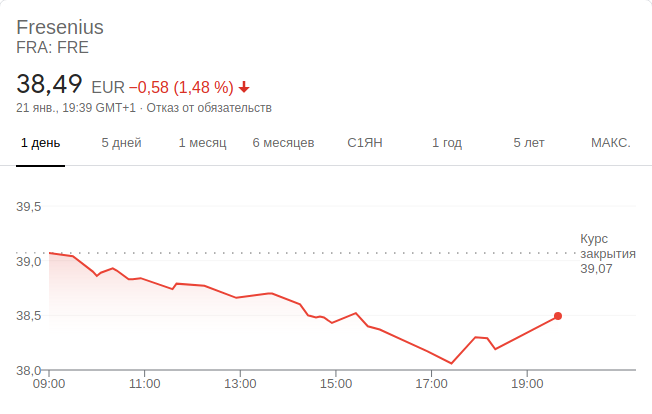 Fresenius
FRA: FRE
38,49 EUR −0,58 (1,48 %)
21 янв., 19:39 GMT+1 · Отказ от обязательств
1 день 5 дней 1 месяц 6 месяцев С1ЯН 1 год 5 лет МАКС.
39,5
39,0
38,5
38,0
Курс
закрытия
39,07
09:00 11:00 13:00 15:00 17:00 19:00